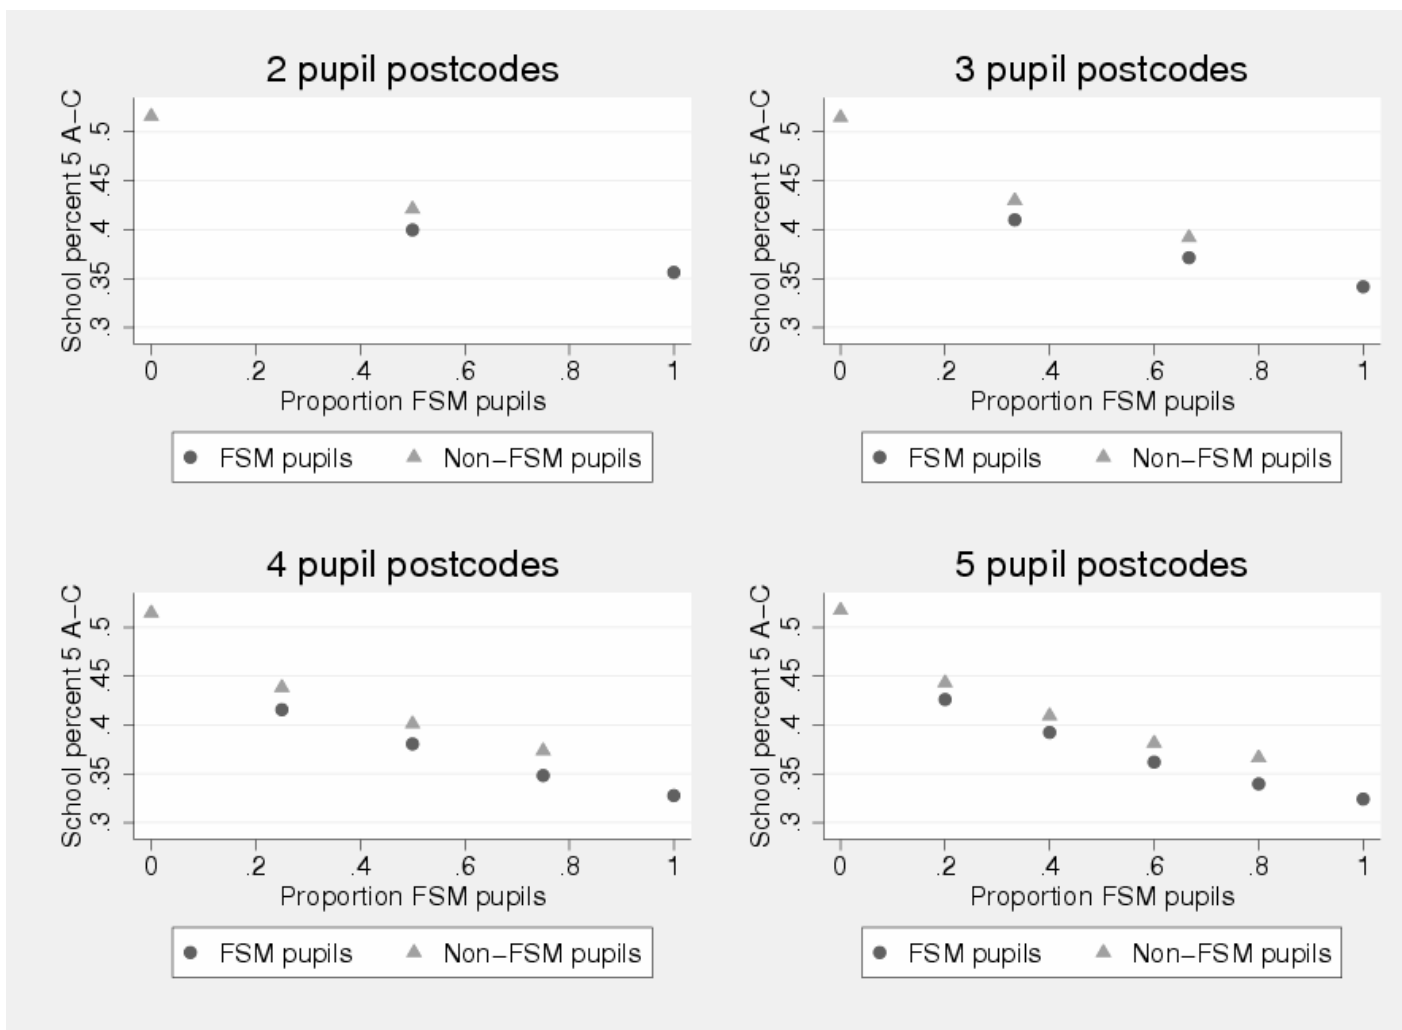 2 pupil postcodes
School percent 5 A-C
.5
.45
.4
.35
.3
0 .2 .4 .6 .8 1
Proportion FSM pupils
FSM pupils Non-FSM pupils
3 pupil postcodes
School percent 5 A-C
.5
.45
.4
.35
.3
0 .2 .4 .6 .8 1
Proportion FSM pupils
FSM pupils Non-FSM pupils
4 pupil postcodes
School percent 5 A-C
.5
.45
.4
.35
.3
0 .2 .4 .6 .8 1
Proportion FSM pupils
FSM pupils Non-FSM pupils
5 pupil postcodes
School percent 5 A-C
.5
.45
.4
.35
.3
0 .2 .4 .6 .8 1
Proportion FSM pupils
FSM pupils Non-FSM pupils